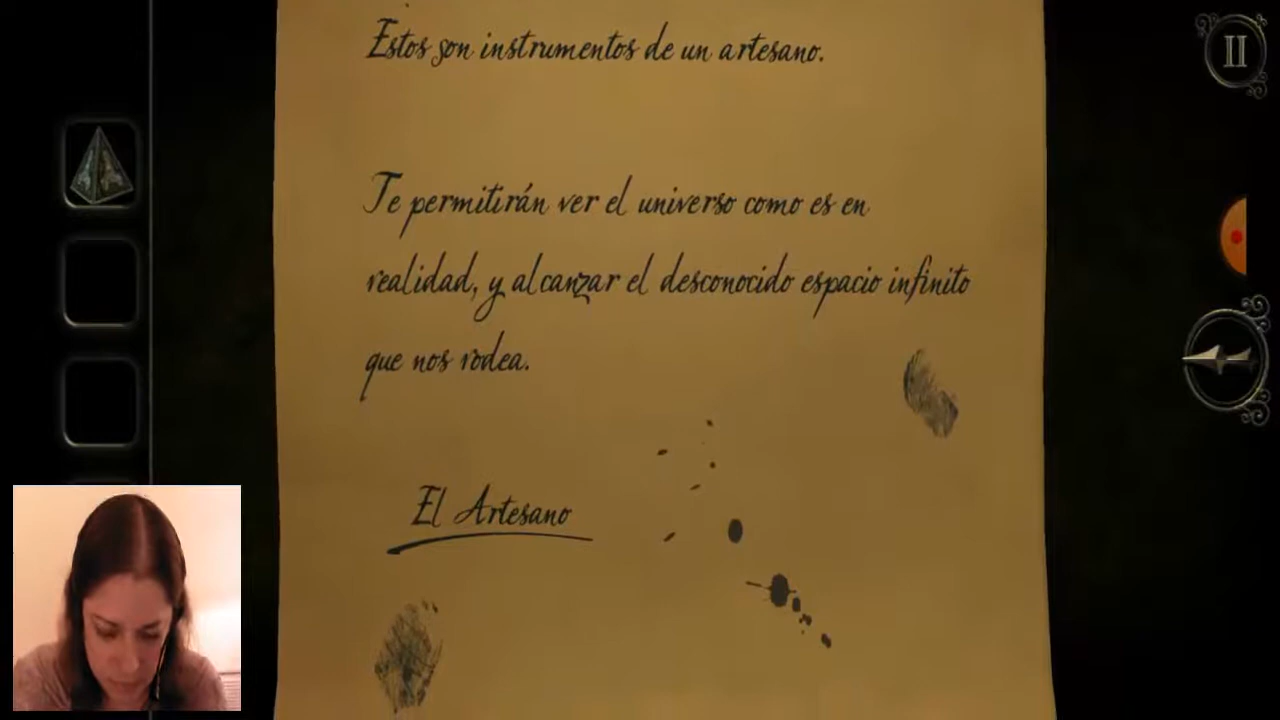 Estos son instrumentos de un artesano.
Te permitirán ver el universo como es en
realidad, y alcanzar el desconocido espacio infinito
que nos rodea.
El Artesano